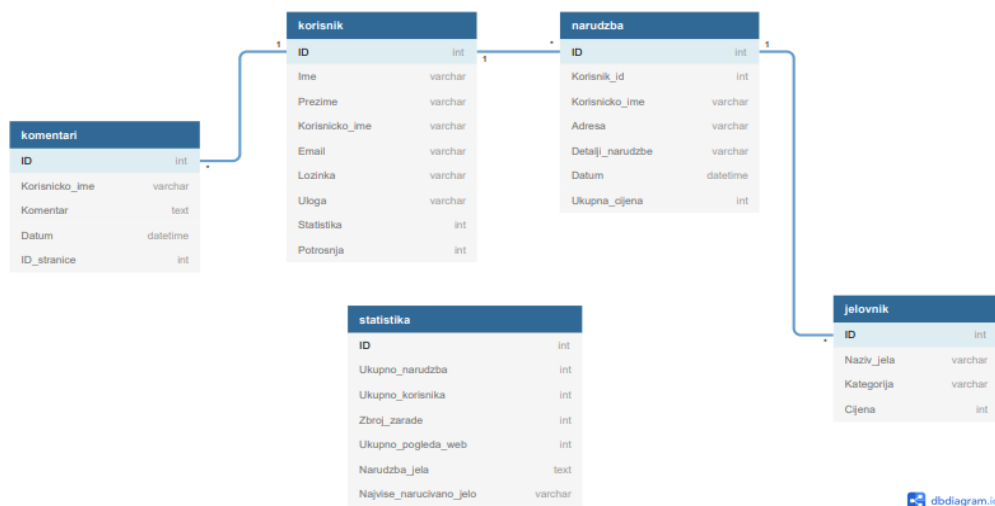 korisnik
ID int
Ime varchar
Prezime varchar
Korisnicko_ime varchar
Email varchar
Lozinka varchar
Uloga varchar
Statistika int
Potrosnja int
narudzba
ID int
Korisnik_id int
Korisnicko_ime varchar
Adresa varchar
Detalji_narudzbe varchar
Datum datetime
Ukupna_cijena int
komentari
ID int
Korisnicko_ime varchar
Komentar text
Datum datetime
ID_stranice int
1
*
1
*
1
*
statistika
ID int
Ukupno_narudzba int
Ukupno_korisnika int
Zbroj_zarade int
Ukupno_pogleda_web int
Narudzba_jela text
Najvise_narucivano_jelo varchar
jelovnik
ID int
Naziv_jela varchar
Kategorija varchar
Cijena int
dbdiagram.io